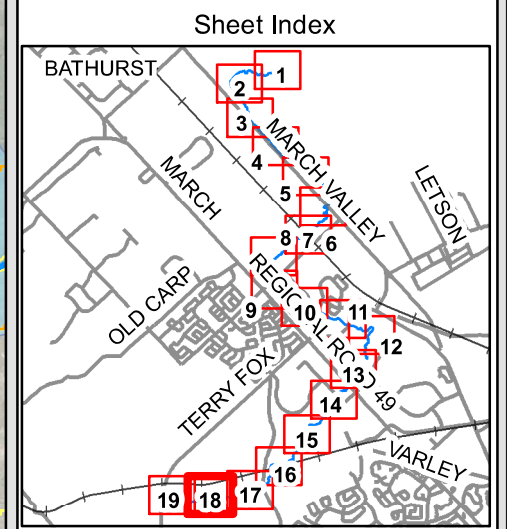 Sheet Index
BATHURST
1
2
3
MARCH VALLEY
4
MARCH
5
LETSON
8
7
6
OLD CARP
REGIONAL ROAD 49
9
10
11
12
TERRY FOX
13
14
15
VARLEY
16
19
18
17